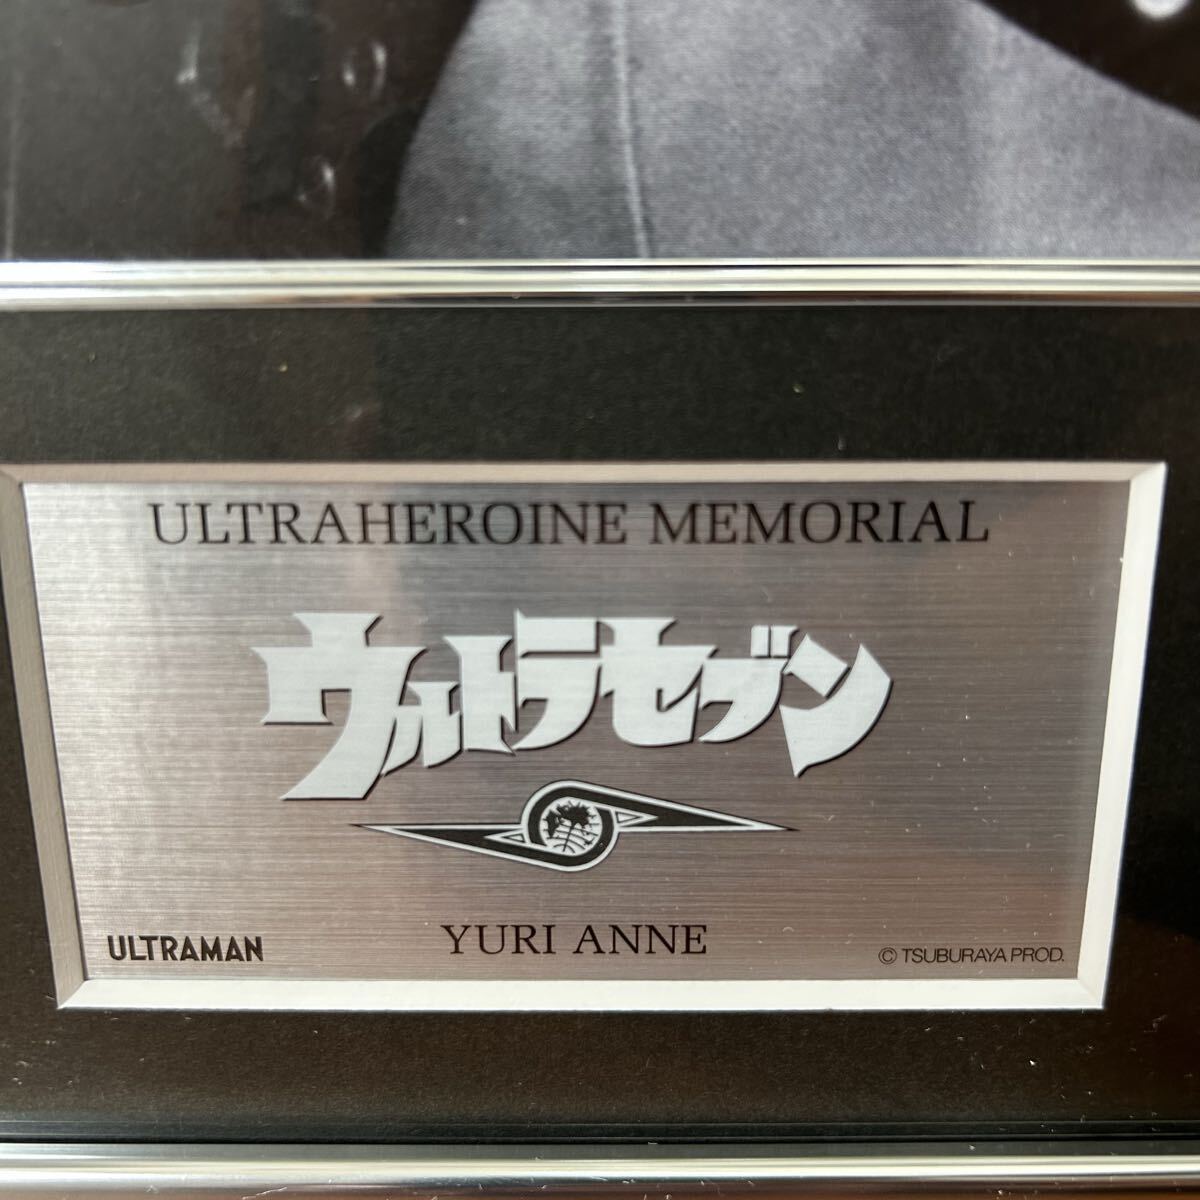 ULTRAHEROINE MEMORIAL
ウルトラセブン
YURI ANNE
ULTRAMAN
© TSUBURAYA PROD.